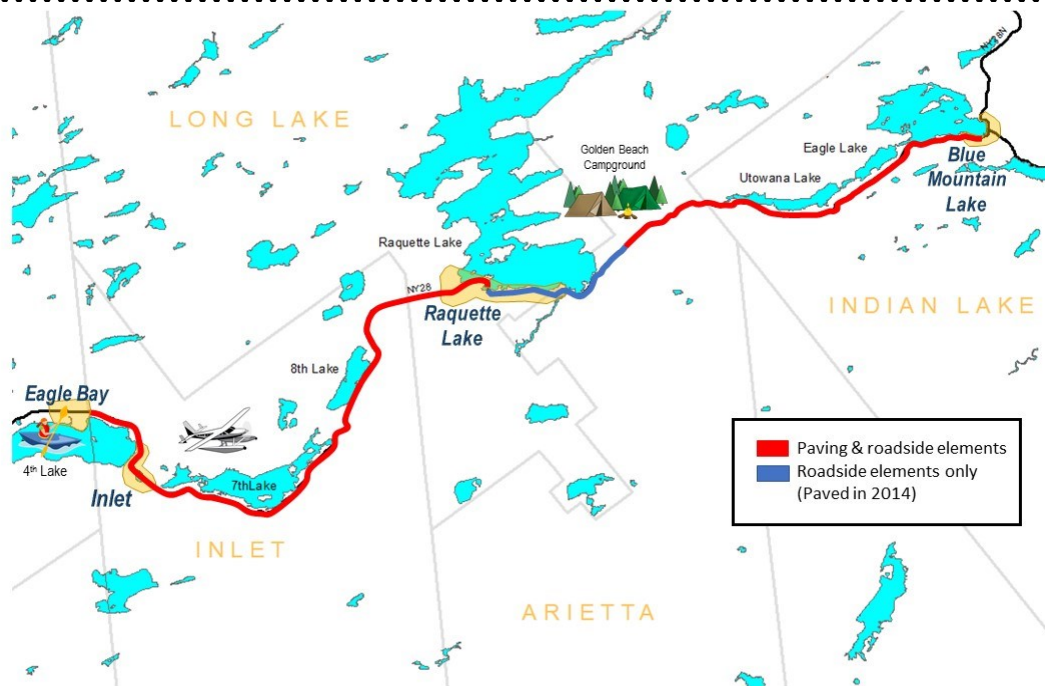 NY28N
LONG LAKE
Golden Beach
Campground
Eagle Lake
Blue
Mountain
Lake
Utowana Lake
Raquette Lake
INDIAN LAKE
NY28
Raquette
Lake
8th Lake
Eagle Bay
4th Lake
7thLake
Inlet
Paving & roadside elements
Roadside elements only
(Paved in 2014)
INLET
ARIETTA